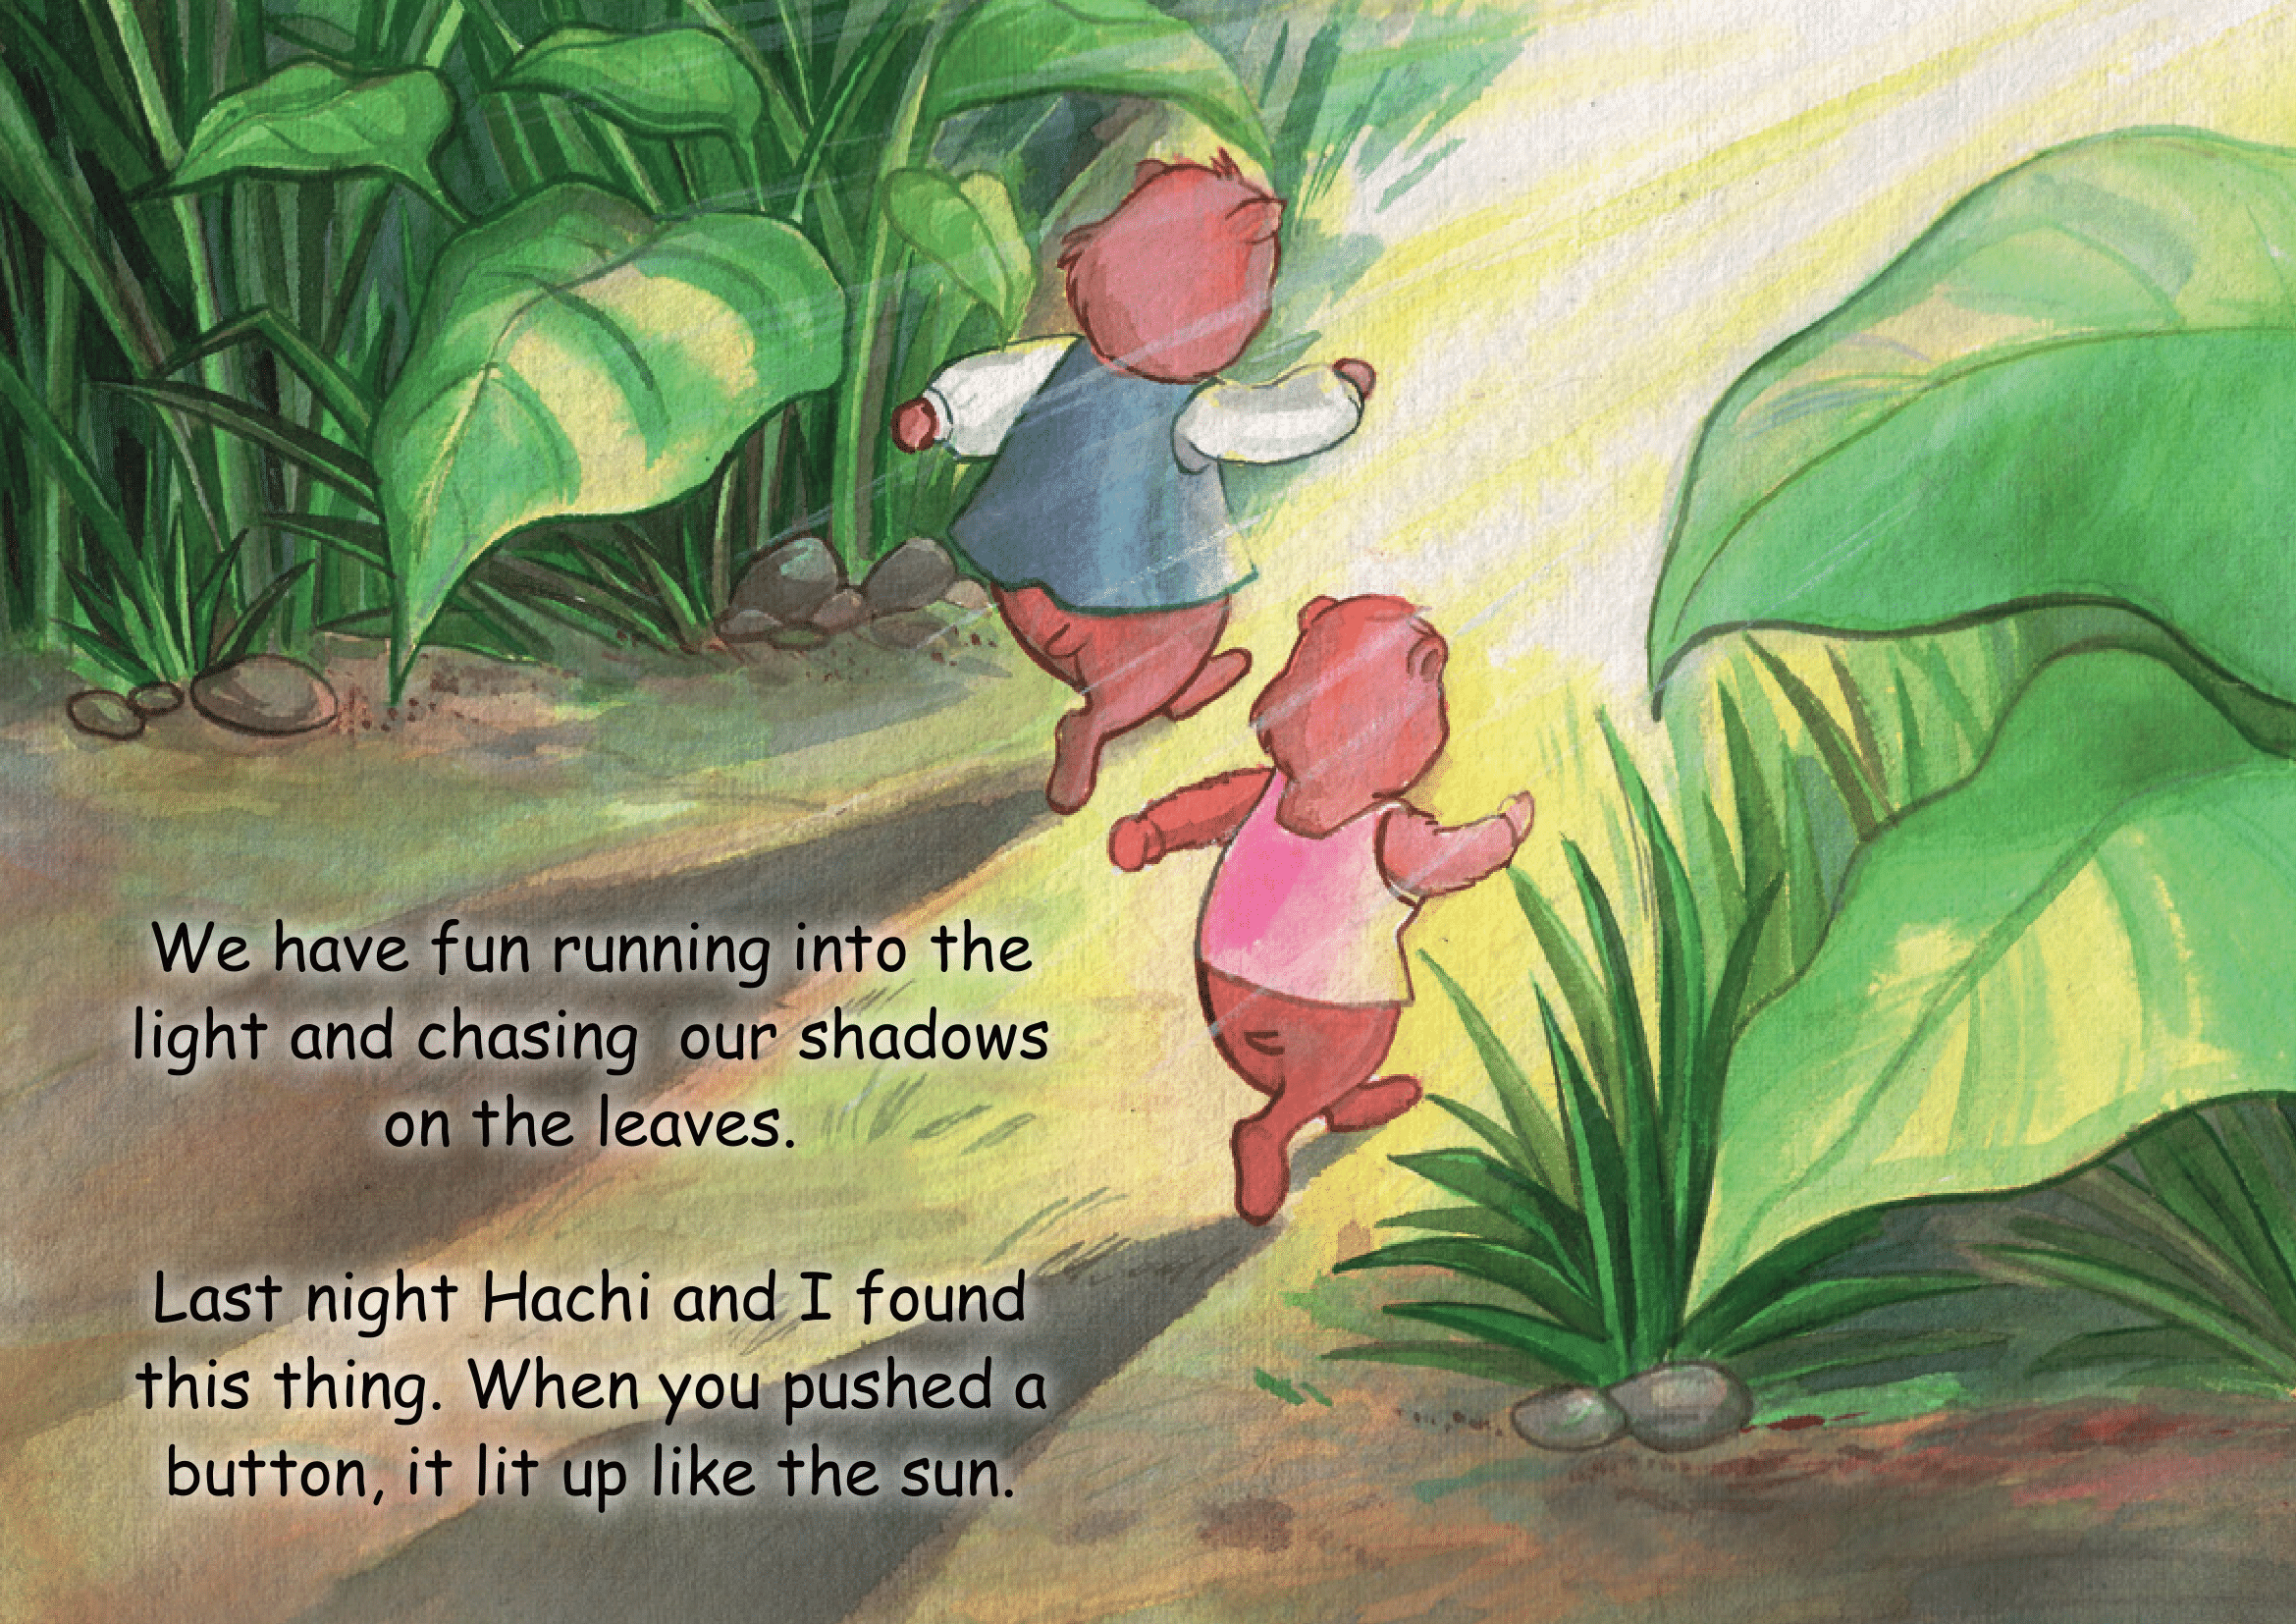 We have fun running into the
light and chasing  our shadows
on the leaves.
Last night Hachi and I found
this thing. When you pushed a
button, it lit up like the sun.